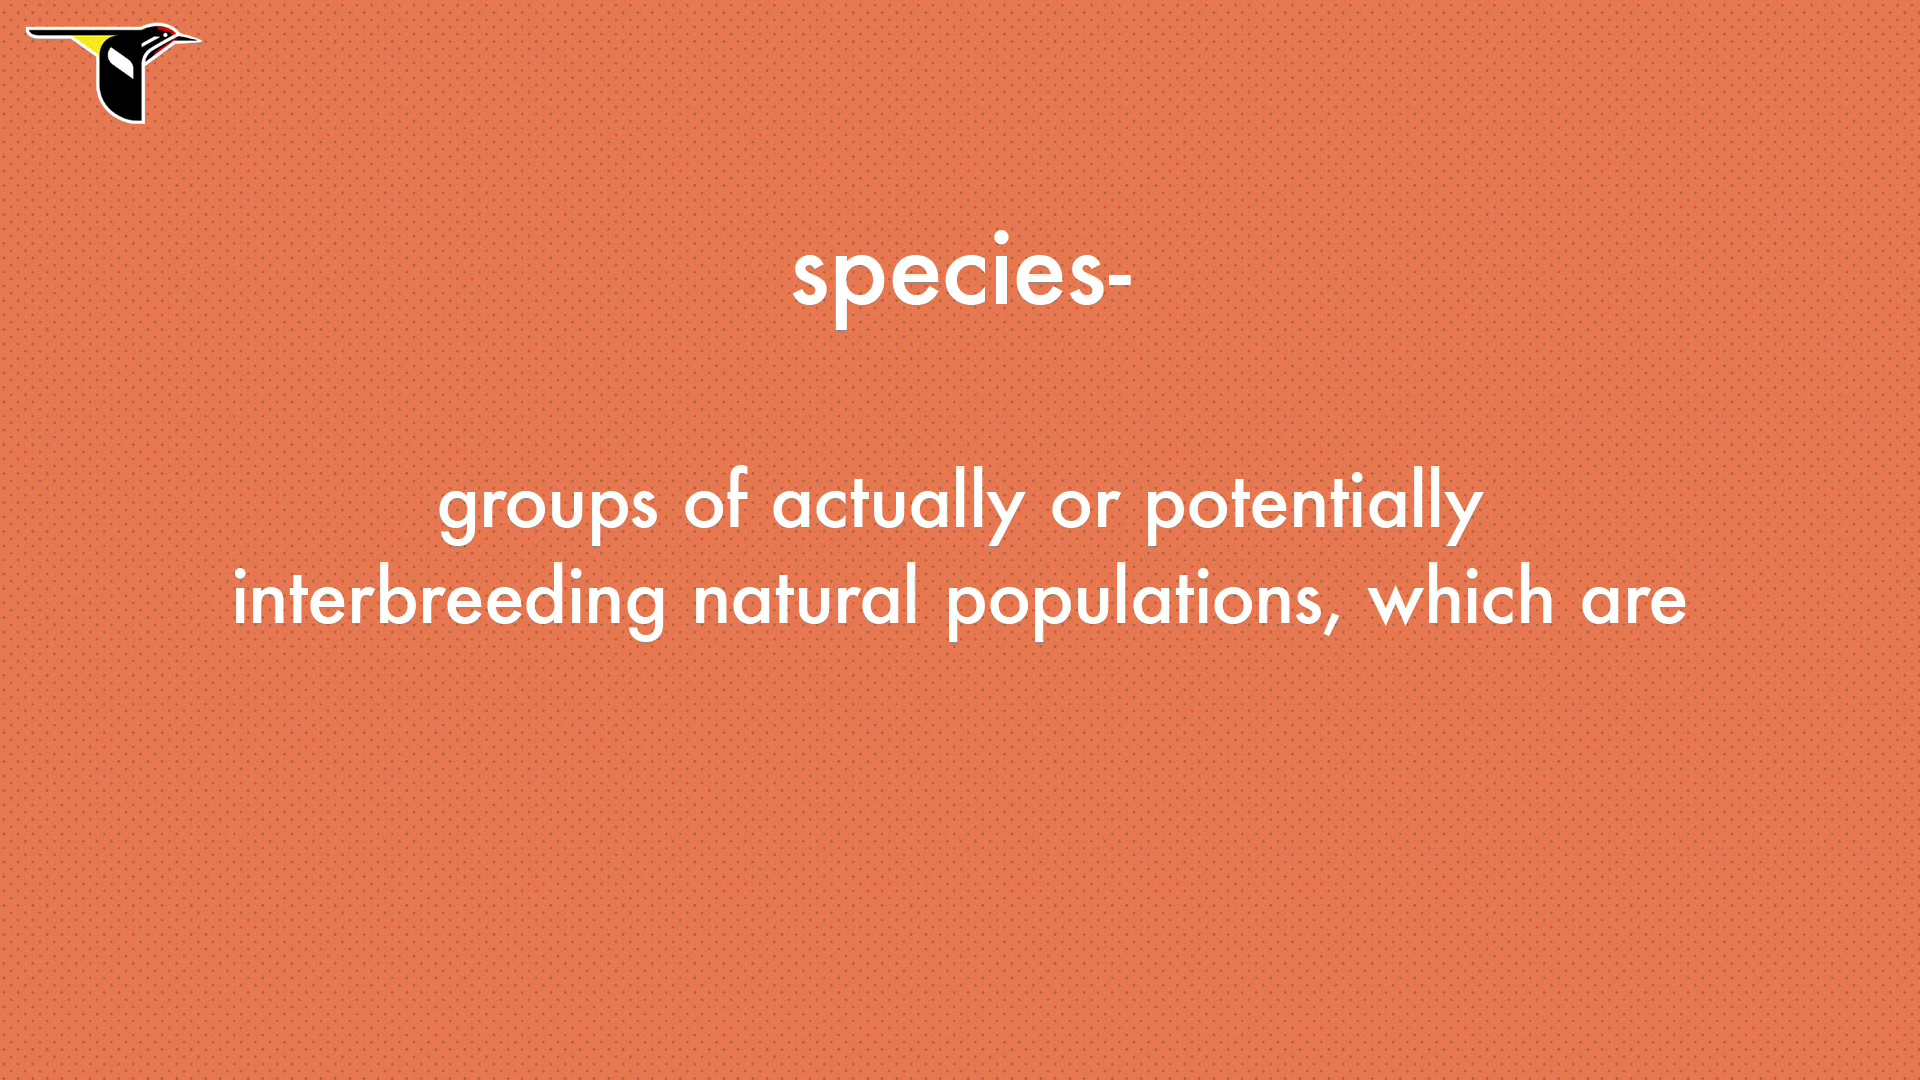 species-
groups of actually or potentially
interbreeding natural populations, which are